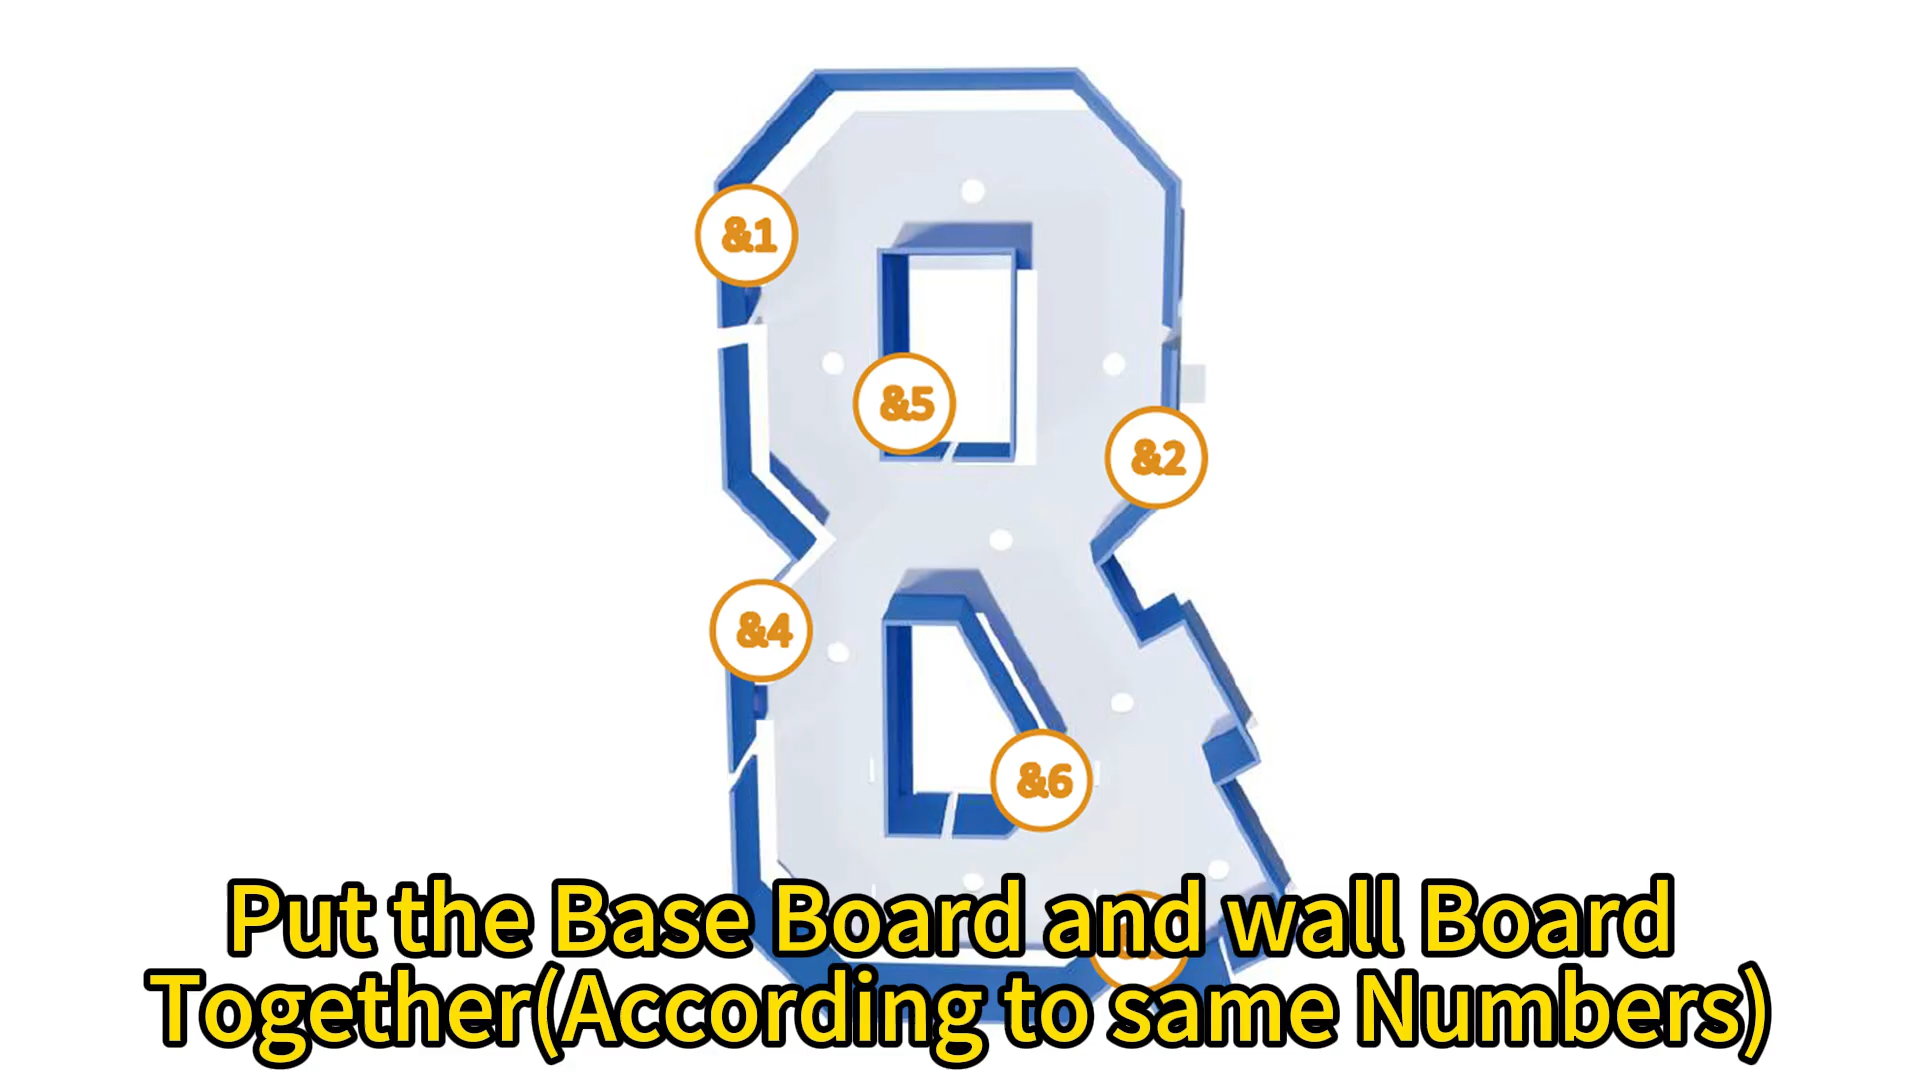 &1
&5
&2
&4
&6
Put the Base Board and wall Board
Together(According to same Numbers)